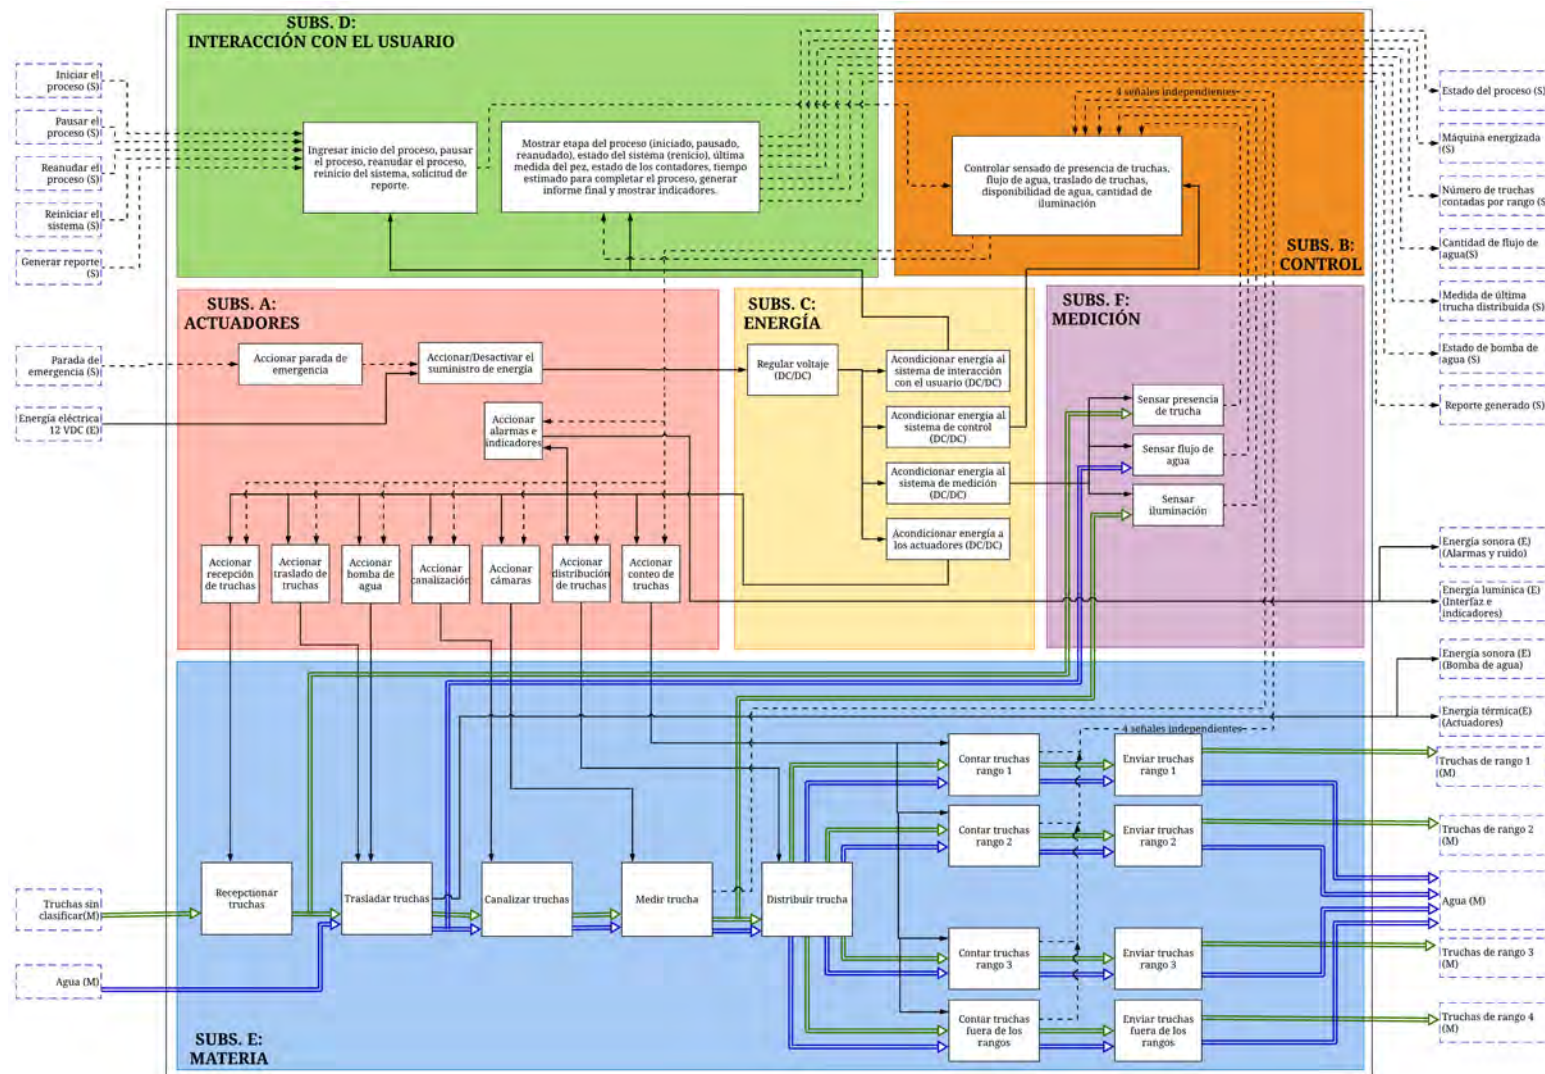 SUBS. D:
INTERACCIÓN CON EL USUARIO
Iniciar el
proceso (S)
Pausar el
proceso (S)
Reanudar el
proceso (S)
Reiniciar el
sistema (S)
Generar reporte
(S)
Ingresar inicio del proceso, pausar
el proceso, reanudar el proceso,
reinicio del sistema, solicitud de
reporte.
Mostrar etapa del proceso (iniciado, pausado,
reanudado), estado del sistema (renicio), última
medida del pez, estado de los contadores, tiempo
estimado para completar el proceso, generar
informe final y mostrar indicadores.
4 señales independientes
Controlar sensado de presencia de truchas,
flujo de agua, traslado de truchas,
disponibilidad de agua, cantidad de
iluminación
SUBS. B:
CONTROL
Estado del proceso (S)
Máquina energizada
(S)
Número de truchas
contadas por rango (S
Cantidad de flujo de
agua(S)
Medida de última
trucha distribuida (S)
Estado de bomba de
agua (S)
Reporte generado (S)
SUBS. A:
ACTUADORES
Parada de
emergencia (S)
Energía eléctrica
12 VDC (E)
Accionar parada de
emergencia
Accionar/Desactivar el
suministro de energía
Accionar
alarmas e
indicadores
Accionar
recepción
de truchas
Accionar
traslado de
truchas
Accionar
bomba de
agua
Accionar
canalización
Accionar
cámaras
Accionar
distribución
de truchas
Accionar
conteo de
truchas
SUBS. C:
ENERGÍA
Regular voltaje
(DC/DC)
Acondicionar energía al
sistema de interacción
con el usuario (DC/DC)
Acondicionar energía al
sistema de control
(DC/DC)
Acondicionar energía al
sistema de medición
(DC/DC)
Acondicionar energía a
los actuadores (DC/DC)
SUBS. F:
MEDICIÓN
Sensar presencia
de trucha
Sensar flujo de
agua
Sensar
iluminación
Energía sonora (E)
(Alarmas y ruido)
Energía lumínica (E)
(Interfaz e
indicadores)
Energía sonora (E)
(Bomba de agua)
Energía térmica(E)
(Actuadores)
Truchas sin
clasificar(M)
Agua (M)
Recepctionar
truchas
Trasladar truchas
Canalizar truchas
Medir trucha
Distribuir trucha
4 señales independientes
Contar truchas
rango 1
Enviar truchas
rango 1
Contar truchas
rango 2
Enviar truchas
rango 2
Contar truchas
rango 3
Enviar truchas
rango 3
Contar truchas
fuera de los
rangos
Enviar truchas
fuera de los
rangos
Truchas de rango 1
(M)
Truchas de rango 2
(M)
Agua (M)
Truchas de rango 3
(M)
Truchas de rango 4
(M)
SUBS. E:
MATERIA